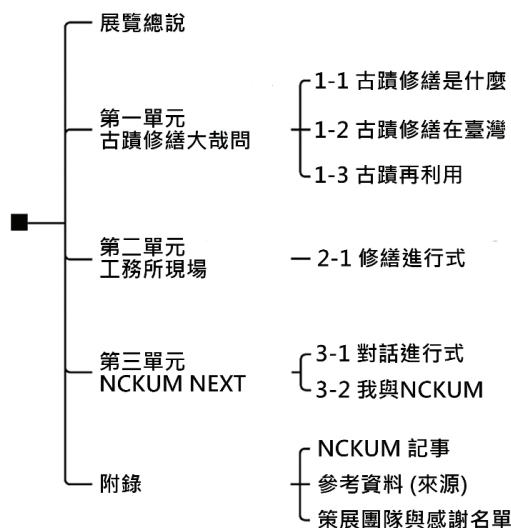 展覽總說
第一單元
古蹟修繕大哉問
1-1 古蹟修繕是什麼
1-2 古蹟修繕在臺灣
1-3 古蹟再利用
第二單元
工務所現場
2-1 修繕進行式
第三單元
NCKUM NEXT
3-1 對話進行式
3-2 我與NCKUM
附錄
NCKUM 記事
參考資料 (來源)
策展團隊與感謝名單